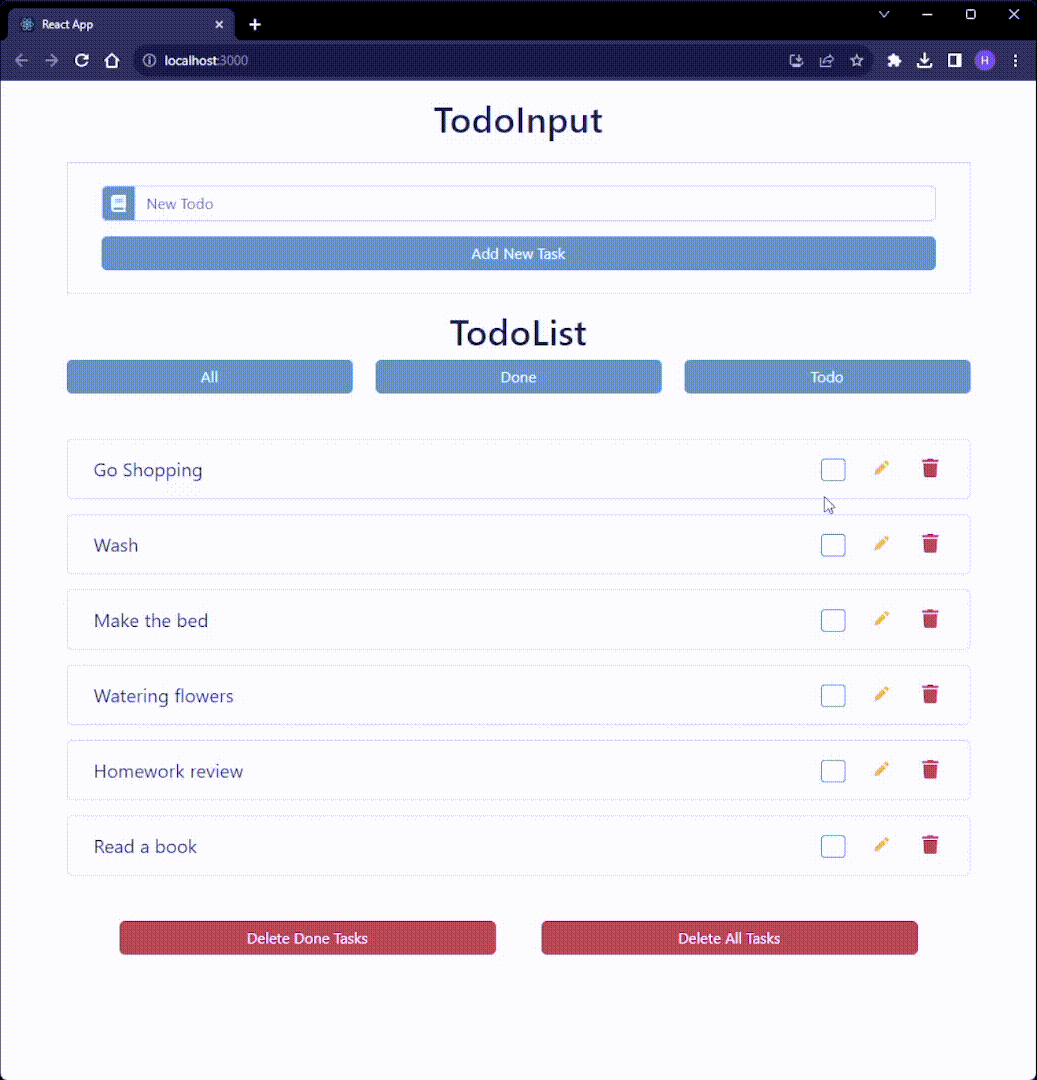 React App
localhost:3000
H
TodoInput
New Todo
Add New Task
TodoList
All Done Todo
Go Shopping
Wash
Make the bed
Watering flowers
Homework review
Read a book
Delete Done Tasks Delete All Tasks